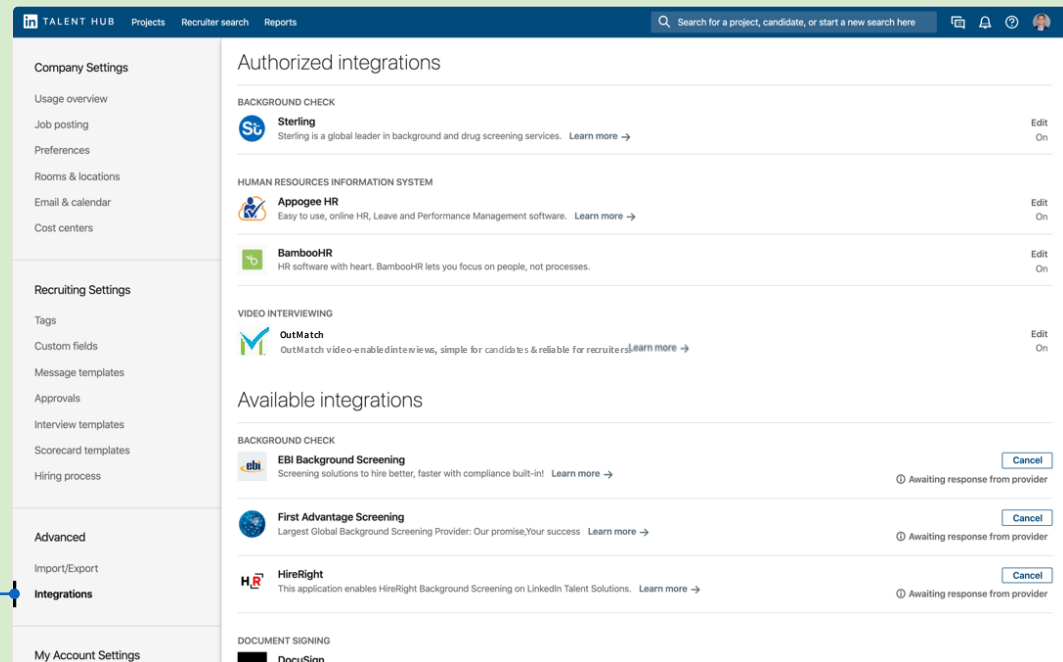 in TALENT HUB Projects Recruiter search Reports Search for a project, candidate, or start a new search here
Company Settings
Usage overview
Job posting
Preferences
Rooms & locations
Email & calendar
Cost centers
Recruiting Settings
Tags
Custom fields
Message templates
Approvals
Interview templates
Scorecard templates
Hiring process
Advanced
Import/Export
Integrations
My Account Settings
Authorized integrations
BACKGROUND CHECK
St
Sterling
Edit
Sterling is a global leader in background and drug screening services. Learn more →
On
HUMAN RESOURCES INFORMATION SYSTEM
Appogee HR
Edit
Easy to use, online HR, Leave and Performance Management software. Learn more →
On
b
BambooHR
Edit
HR software with heart. BambooHR lets you focus on people, not processes.
On
VIDEO INTERVIEWING
OutMatch
Edit
OutMatch video-enabled interviews, simple for candidates & reliable for recruiters. Learn more →
On
Available integrations
BACKGROUND CHECK
ebi
EBI Background Screening
Cancel
Screening solutions to hire better, faster with compliance built-in! Learn more →
Awaiting response from provider
First Advantage Screening
Cancel
Largest Global Background Screening Provider: Our promise,Your success Learn more →
Awaiting response from provider
HR
HireRight
Cancel
This application enables HireRight Background Screening on LinkedIn Talent Solutions. Learn more →
Awaiting response from provider
DOCUMENT SIGNING
DocuSign